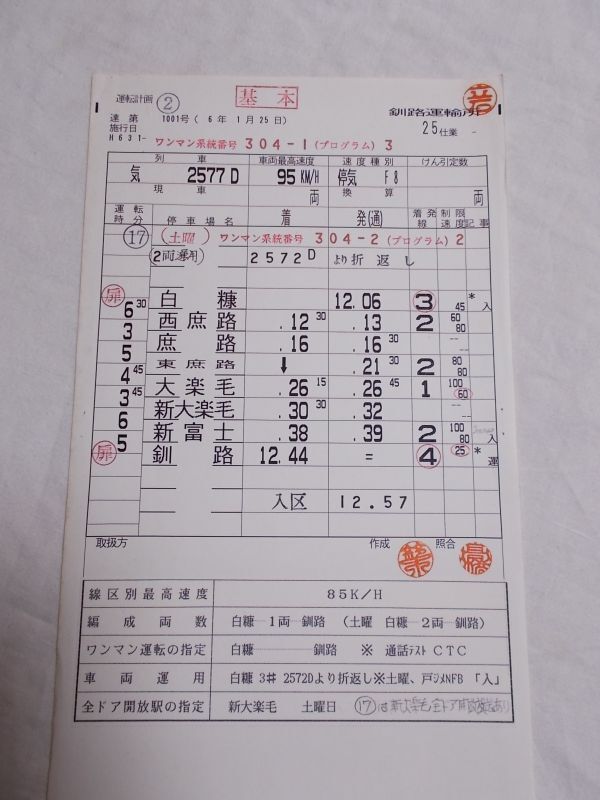 運転計画 ② 基本
達第 1001号(6年 1月25日) 釧路運輸所
施行日
H631- 25仕業 -
ワンマン系統番号 304-1(プログラム)3
列車 車両最高速度 速度種別 けん引定数
気 2577D 95KM/H 停気 F8
現車 両 換算 両
運転時分 停車場名 着 発(通) 着発線 制限速度 記事
⑰ (土曜) ワンマン系統番号 304-2(プログラム)2
(2両運用) 2572D より折返し
扉 白糠 12.06 3 45 * 入
6 30
西庶路 .12 30 .13 2 60 80
3
庶路 .16 .16 30 -- --
5
東庶路 ↓ .21 30 2 80 80
4 45
大楽毛 .26 15 .26 45 1 100 60
3 45
新大楽毛 .30 30 .32 -- --
6
新富士 .38 .39 2 100 80 入
5
扉 釧路 12.44 = 4 25 * 運
入区 12.57
取扱方 作成 照合
線区別最高速度 85K/H
編成両数 白糠 1両 釧路 (土曜 白糠 2両 釧路)
ワンマン運転の指定 白糠 釧路 ※ 通話テスト CTC
車両運用 白糠 3# 2572Dより折返し※土曜、戸ジメNFB 「入」
全ドア開放駅の指定 新大楽毛 土曜日 ⑰は新大楽毛全ドア開放あり